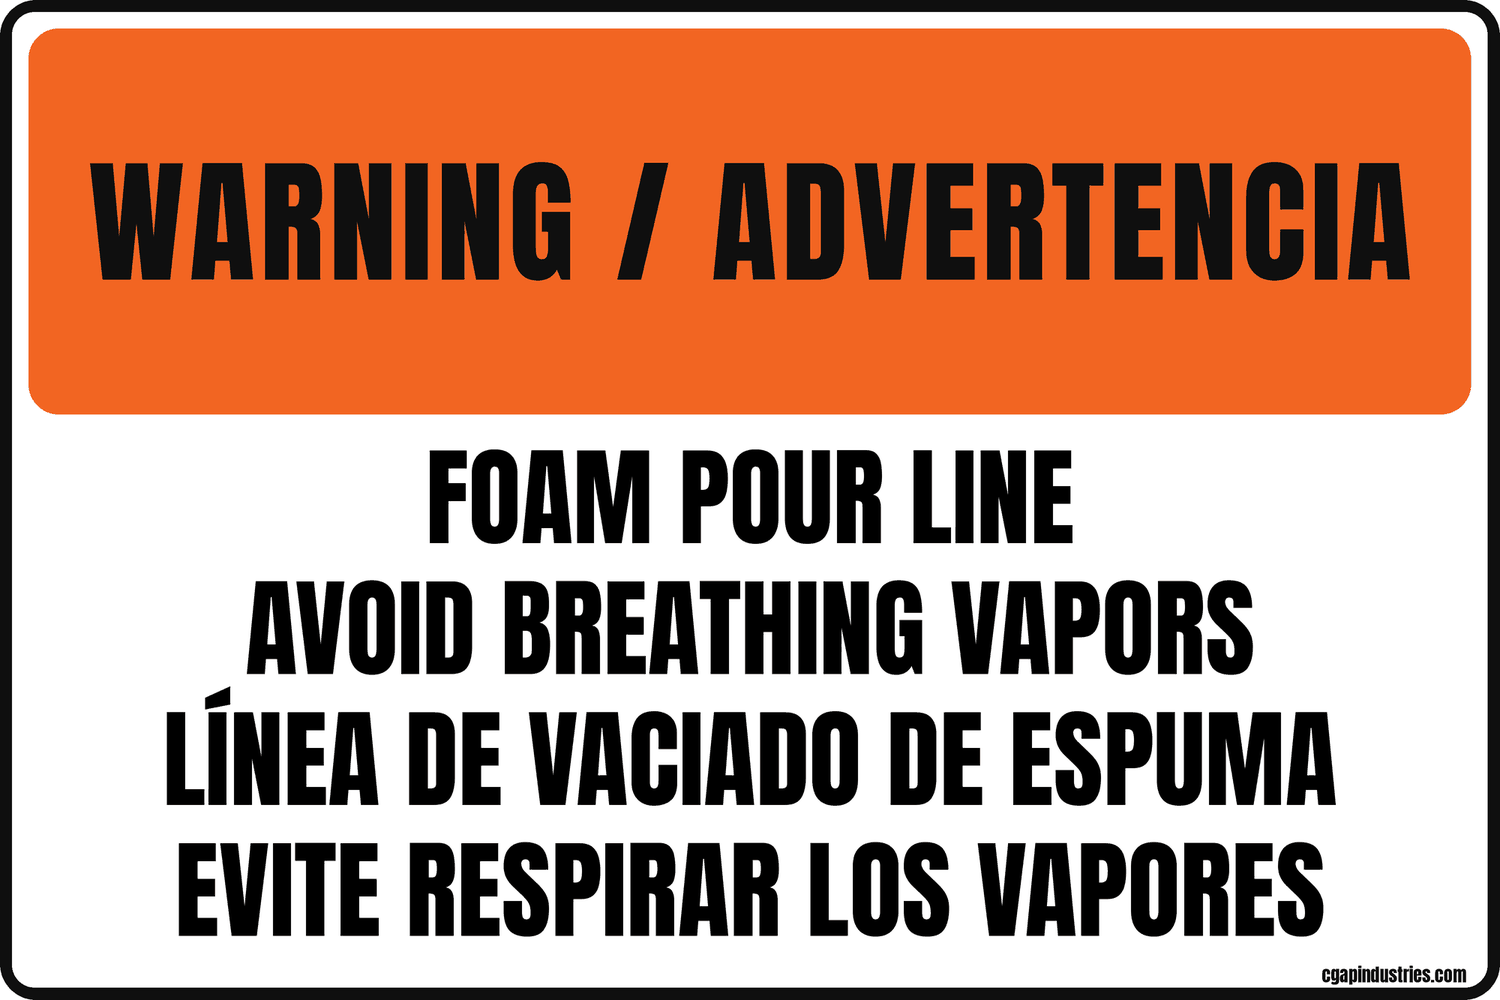 WARNING / ADVERTENCIA
FOAM POUR LINE
AVOID BREATHING VAPORS
LÍNEA DE VACIADO DE ESPUMA
EVITE RESPIRAR LOS VAPORES
cgapindustries.com